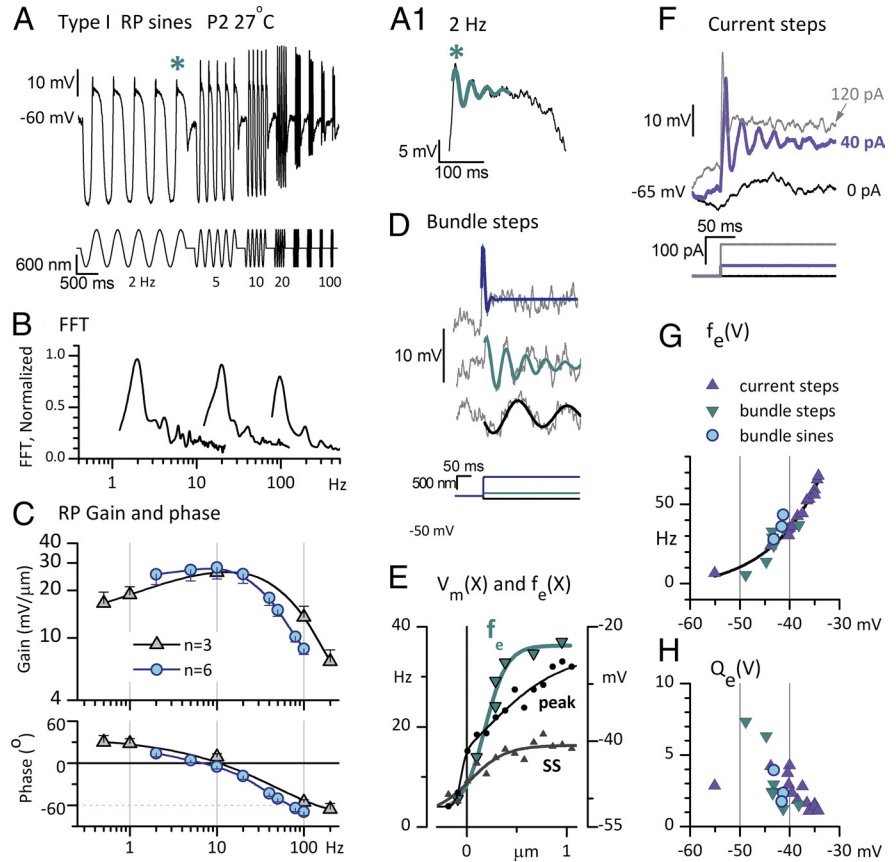 A Type I RP sines P2 27°C
*
10 mV
-60 mV
600 nm
500 ms
2 Hz 5 10 20 100
A1 2 Hz
*
5 mV
100 ms
F Current steps
120 pA
10 mV
40 pA
-65 mV
0 pA
50 ms
100 pA
B FFT
FFT, Normalized
1.0
0.5
0.0
1 10 100 Hz
D Bundle steps
10 mV
50 ms
500 nm
-50 mV
C RP Gain and phase
Gain (mV/μm)
40
30
20
10
4
n=3
n=6
Phase (°)
60
0
-60
1 10 100 Hz
E Vm(X) and fe(X)
40
Hz
20
0
fe
peak
SS
-20
mV
-40
-55
0 μm 1
G fe(V)
current steps
bundle steps
bundle sines
50
Hz
0
-60 -50 -40 -30 mV
H Qe(V)
10
5
0
-60 -50 -40 -30 mV